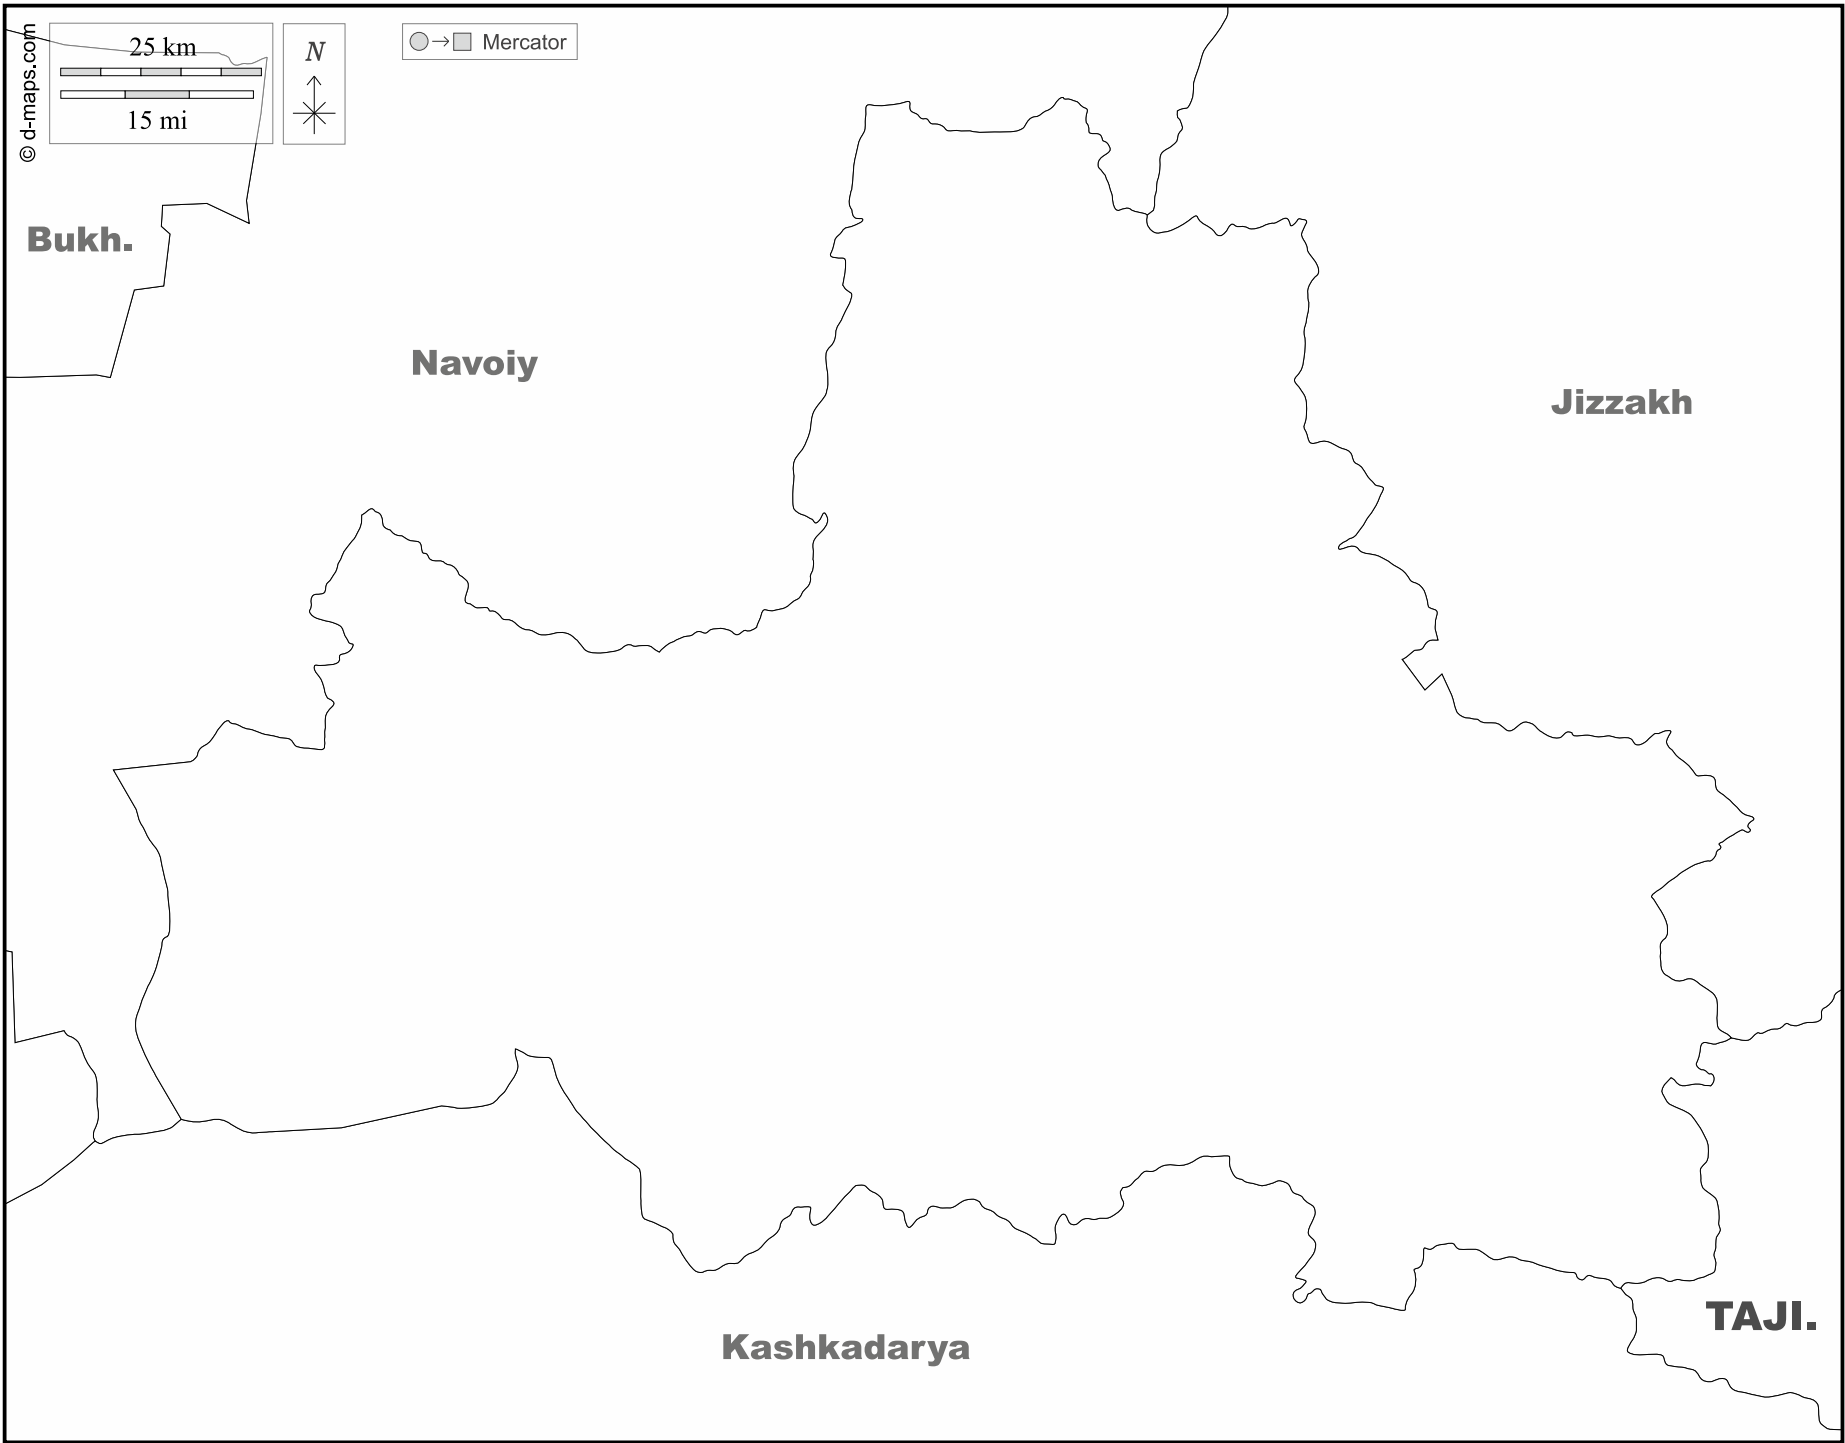 © d-maps.com
25 km
15 mi
N
Mercator
Bukh.
Navoiy
Jizzakh
TAJI.
Kashkadarya